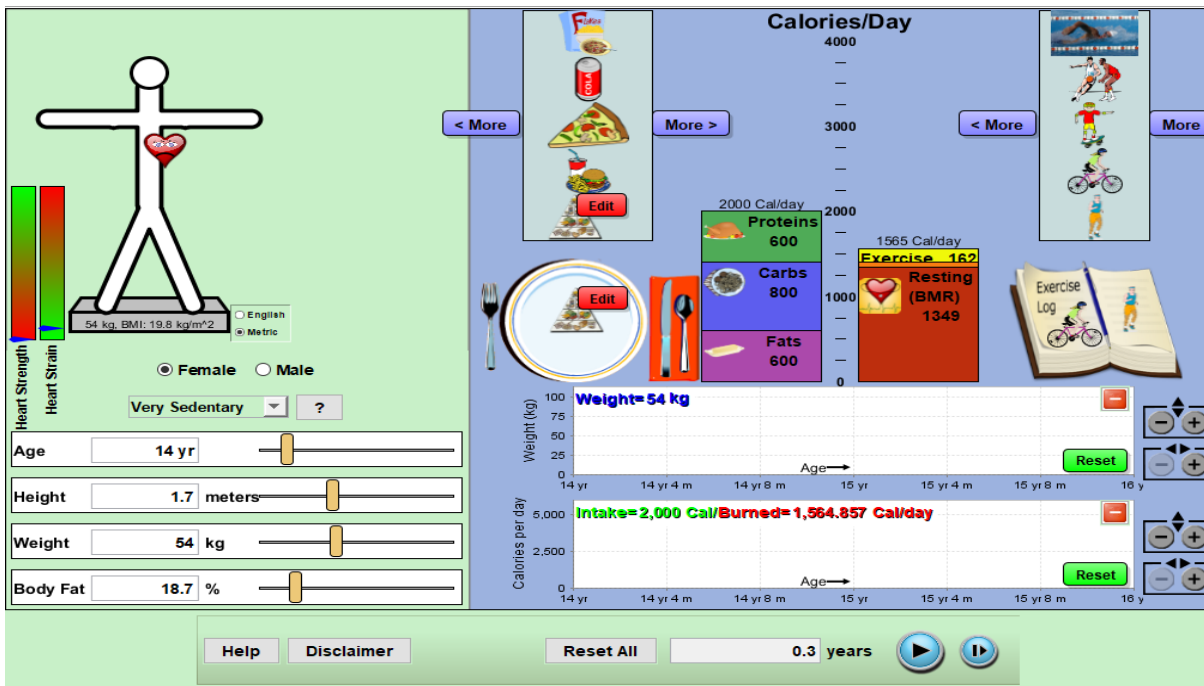 54 kg, BMI: 19.8 kg/m^2
English
Metric
Heart Strength
Heart Strain
Female
Male
Very Sedentary
?
Age 14 yr
Height 1.7 meters
Weight 54 kg
Body Fat 18.7 %
Calories/Day
4000
3000
2000
1000
0
< More
More >
COLA
Edit
Edit
2000 Cal/day
Proteins
600
Carbs
800
Fats
600
1565 Cal/day
Exercise 162
Resting
(BMR)
1349
< More
More
Exercise
Log
Weight (kg)
100
75
50
25
0
Weight= 54 kg
Age
Reset
14 yr 14 yr 4 m 14 yr 8 m 15 yr 15 yr 4 m 15 yr 8 m 16 y
Calories per day
5,000
2,500
0
Intake= 2,000 Cal/Burned= 1,564.857 Cal/day
Age
Reset
14 yr 14 yr 4 m 14 yr 8 m 15 yr 15 yr 4 m 15 yr 8 m 16 y
Help
Disclaimer
Reset All
0.3 years